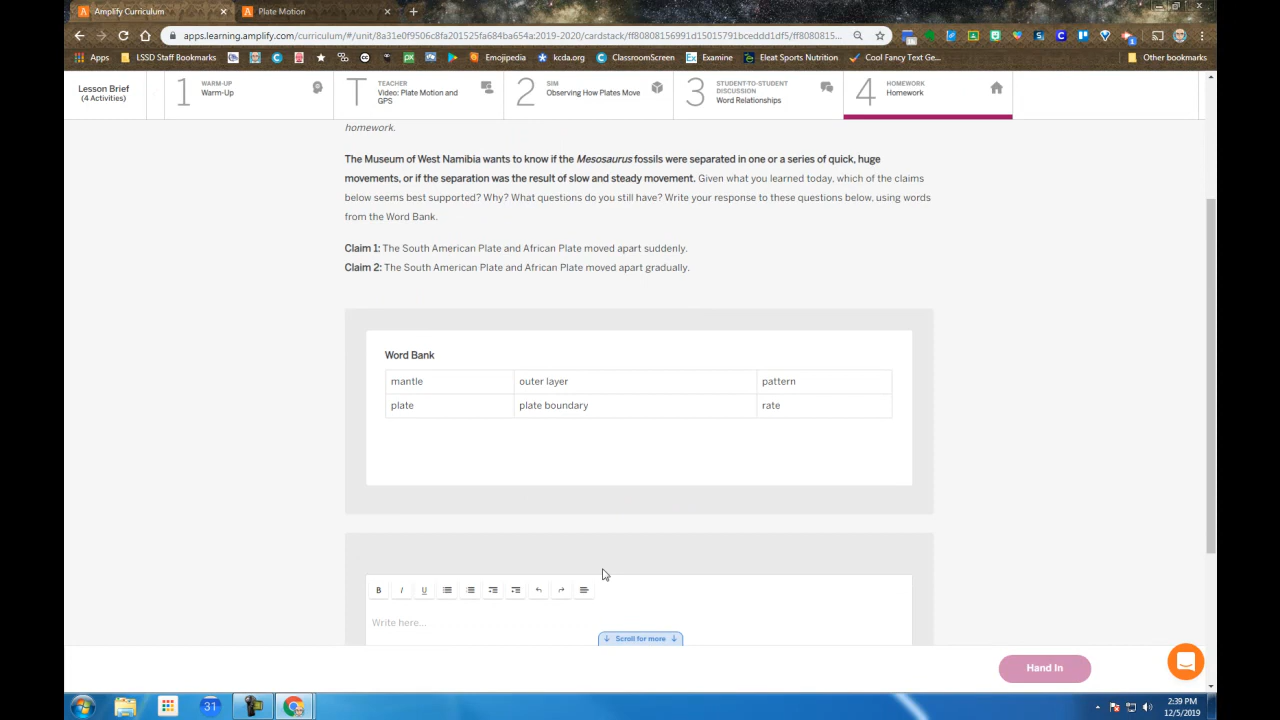 Amplify Curriculum
Plate Motion
apps.learning.amplify.com/curriculum/#/unit/8a31e0f9506c8fa201525fa684ba654a:2019-2020/cardstack/ff80808156991d15015791bceddd1df5/ff8080815...
Apps
LSSD Staff Bookmarks
Emojipedia
kcda.org
ClassroomScreen
Ex Examine
Eleat Sports Nutrition
Cool Fancy Text Ge...
Other bookmarks
Lesson Brief
(4 Activities)
1
WARM-UP
Warm-Up
T
TEACHER
Video: Plate Motion and
GPS
2
SIM
Observing How Plates Move
3
STUDENT-TO-STUDENT
DISCUSSION
Word Relationships
4
HOMEWORK
Homework
homework.
The Museum of West Namibia wants to know if the Mesosaurus fossils were separated in one or a series of quick, huge
movements, or if the separation was the result of slow and steady movement. Given what you learned today, which of the claims
below seems best supported? Why? What questions do you still have? Write your response to these questions below, using words
from the Word Bank.
Claim 1: The South American Plate and African Plate moved apart suddenly.
Claim 2: The South American Plate and African Plate moved apart gradually.
Word Bank
mantle outer layer pattern
plate plate boundary rate
B I U
Write here...
Scroll for more
Hand In
31
2:39 PM
12/5/2019